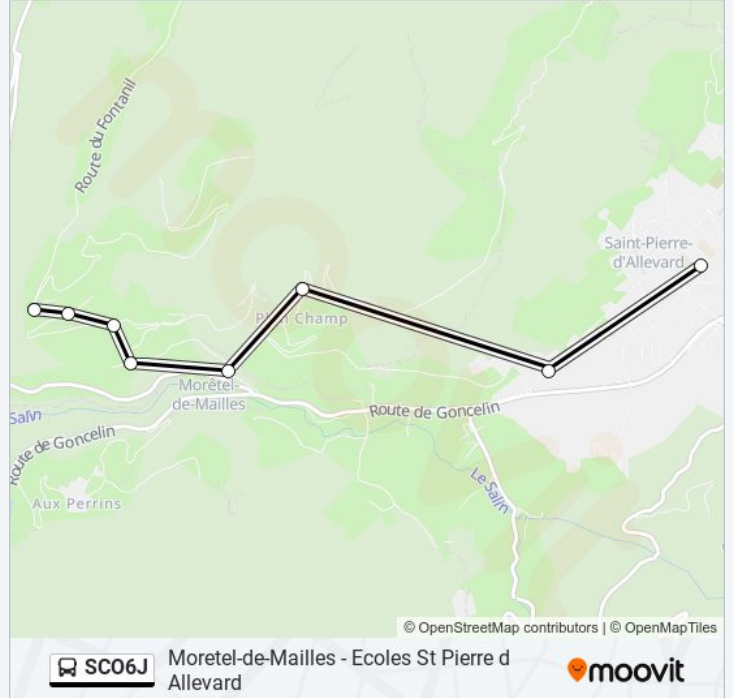 Route du Fontanil
Saint-Pierre-
d'Allevard
Plan Champ
Morêtel-
de-Mailles
Route de Goncelin
Salin
Route de Goncelin
Le Salin
Aux Perrins
© OpenStreetMap contributors | © OpenMapTiles
SCO6J
Moretel-de-Mailles - Ecoles St Pierre d
Allevard
moovit